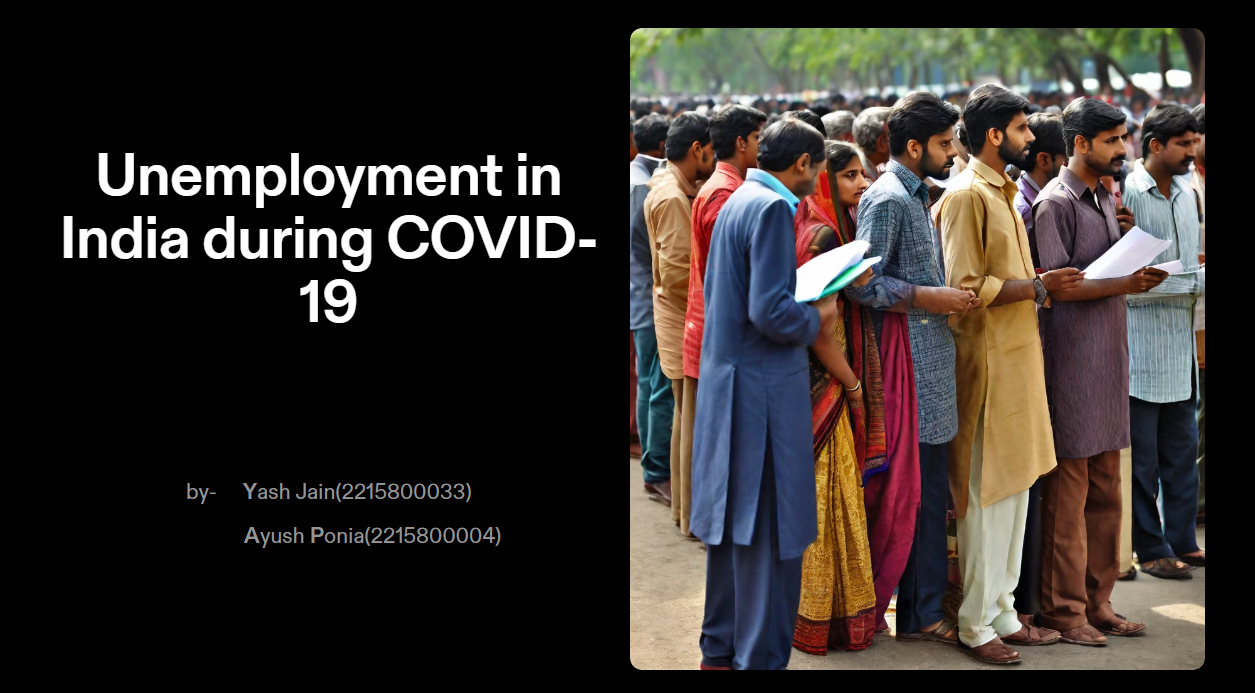 Unemployment in
India during COVID-
19
by- Yash Jain(2215800033)
Ayush Ponia(2215800004)